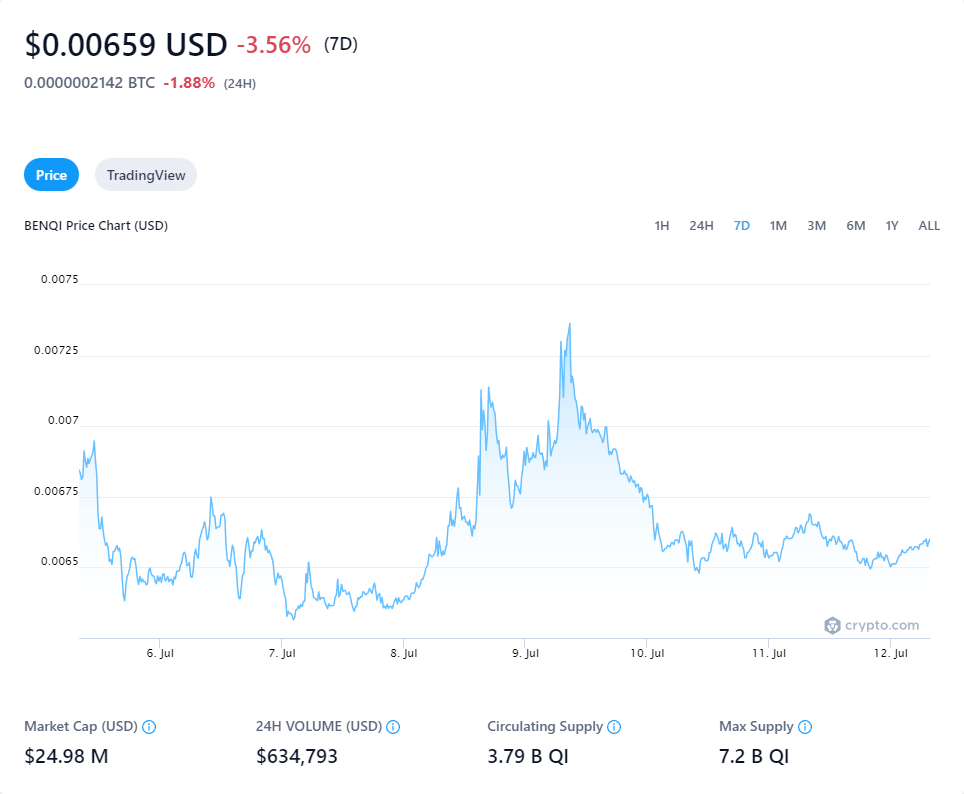 $0.00659 USD -3.56% (7D)
0.0000002142 BTC -1.88% (24H)
Price TradingView
BENQI Price Chart (USD) 1H 24H 7D 1M 3M 6M 1Y ALL
0.0075
0.00725
0.007
0.00675
0.0065
crypto.com
6. Jul 7. Jul 8. Jul 9. Jul 10. Jul 11. Jul 12. Jul
Market Cap (USD) 24H VOLUME (USD) Circulating Supply Max Supply
$24.98 M $634,793 3.79 B QI 7.2 B QI